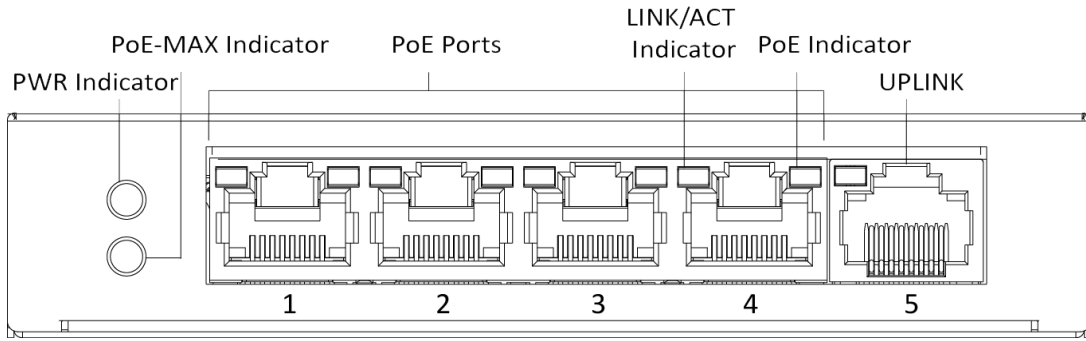 LINK/ACT
Indicator
PoE-MAX Indicator
PoE Ports
PoE Indicator
PWR Indicator
UPLINK
1
2
3
4
5